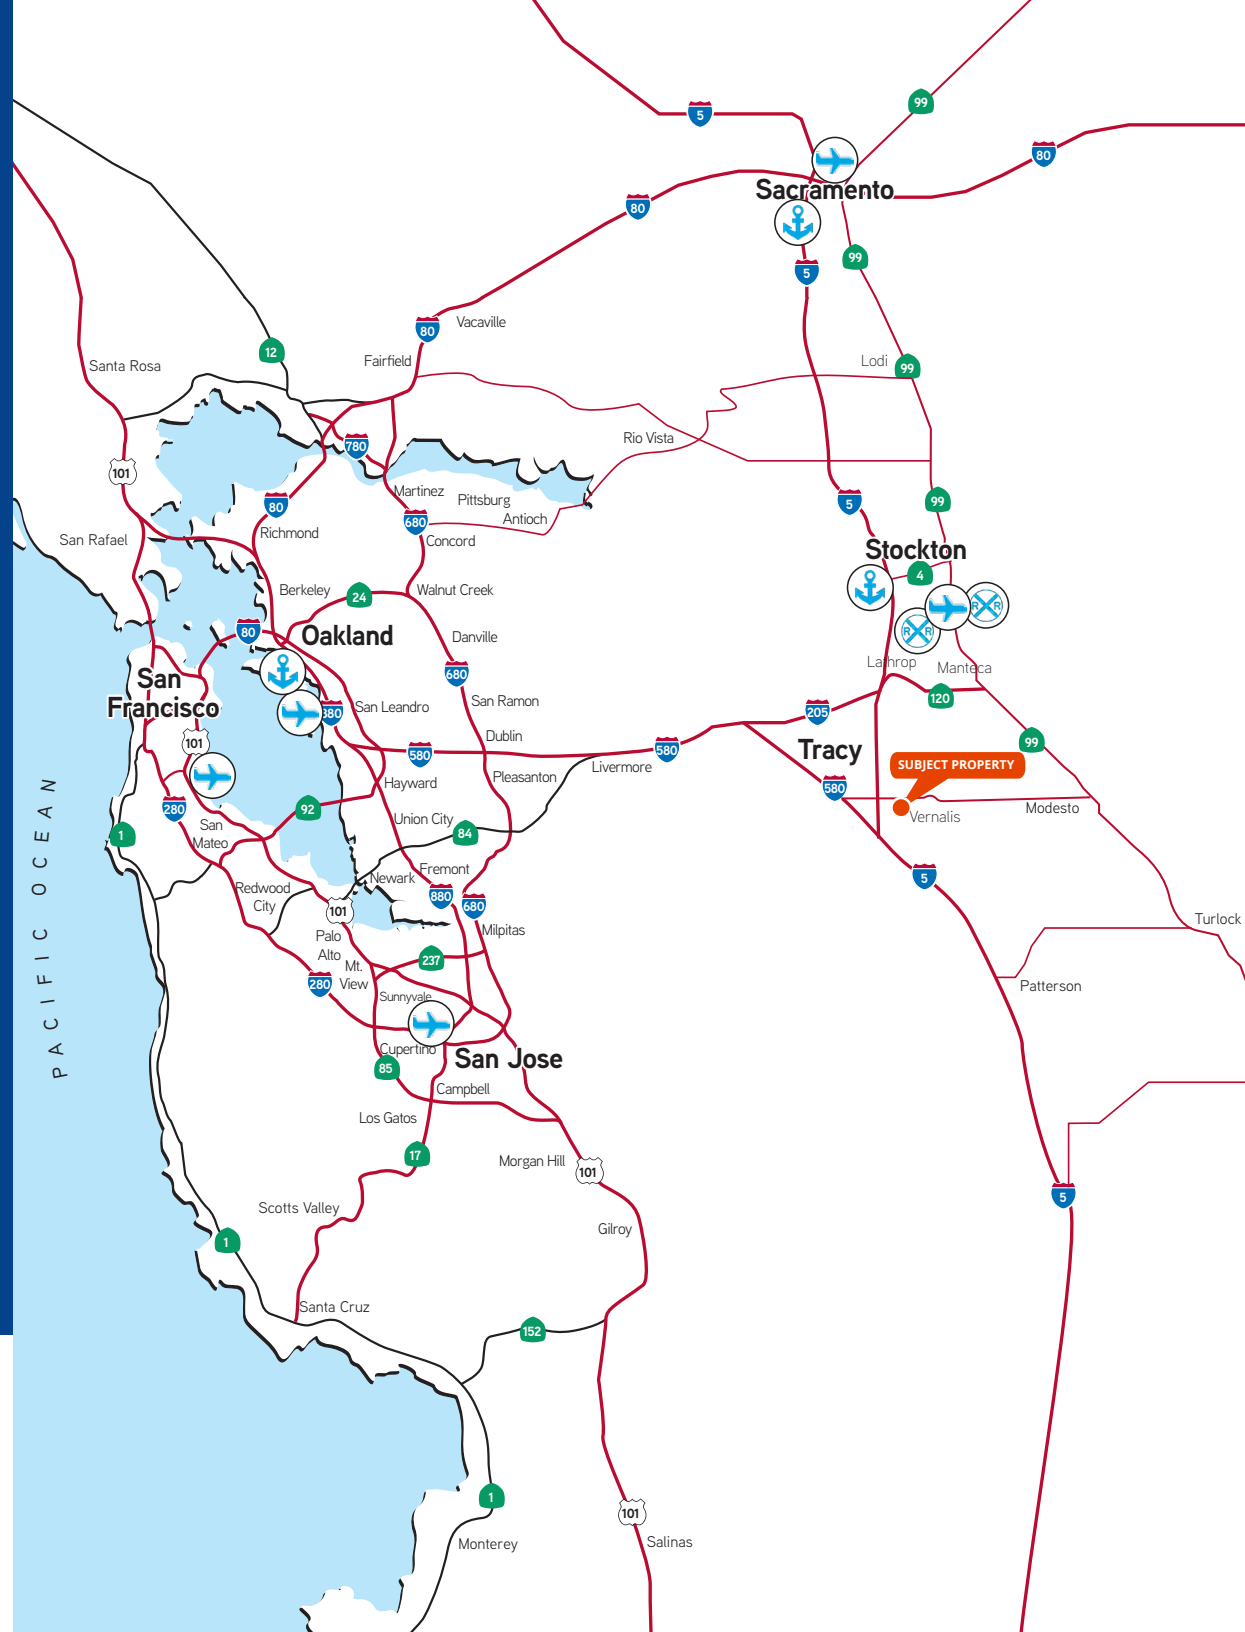 99
5
80
Sacramento
80
99
5
80
Vacaville
12
Fairfield
Lodi
99
Santa Rosa
Rio Vista
780
101
Martinez
Pittsburg
Antioch
80
5
99
680
Richmond
San Rafael
Concord
Stockton
4
Berkeley
24
Walnut Creek
R R
R R
80
Oakland
Danville
Lathrop
Manteca
680
San
Francisco
120
San Ramon
San Leandro
880
205
Dublin
101
580
580
Tracy
99
Livermore
SUBJECT PROPERTY
Pleasanton
Hayward
580
280
92
Modesto
Vernalis
Union City
84
1
San
Mateo
PACIFIC OCEAN
Fremont
Newark
5
Redwood
City
880
680
101
Turlock
Milpitas
Palo
Alto
237
Mt.
View
280
Patterson
Sunnyvale
Cupertino
San Jose
85
Campbell
Los Gatos
17
Morgan Hill
101
5
Scotts Valley
Gilroy
1
Santa Cruz
152
1
101
Monterey
Salinas